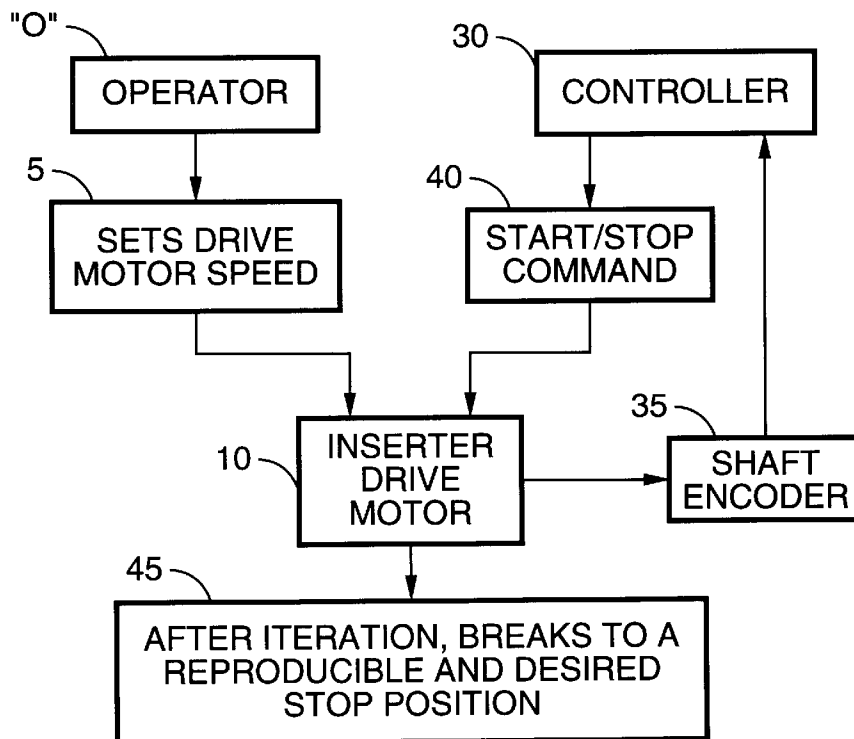 "O"
OPERATOR
30
CONTROLLER
5
SETS DRIVE
MOTOR SPEED
40
START/STOP
COMMAND
10
INSERTER
DRIVE
MOTOR
35
SHAFT
ENCODER
45
AFTER ITERATION, BREAKS TO A
REPRODUCIBLE AND DESIRED
STOP POSITION